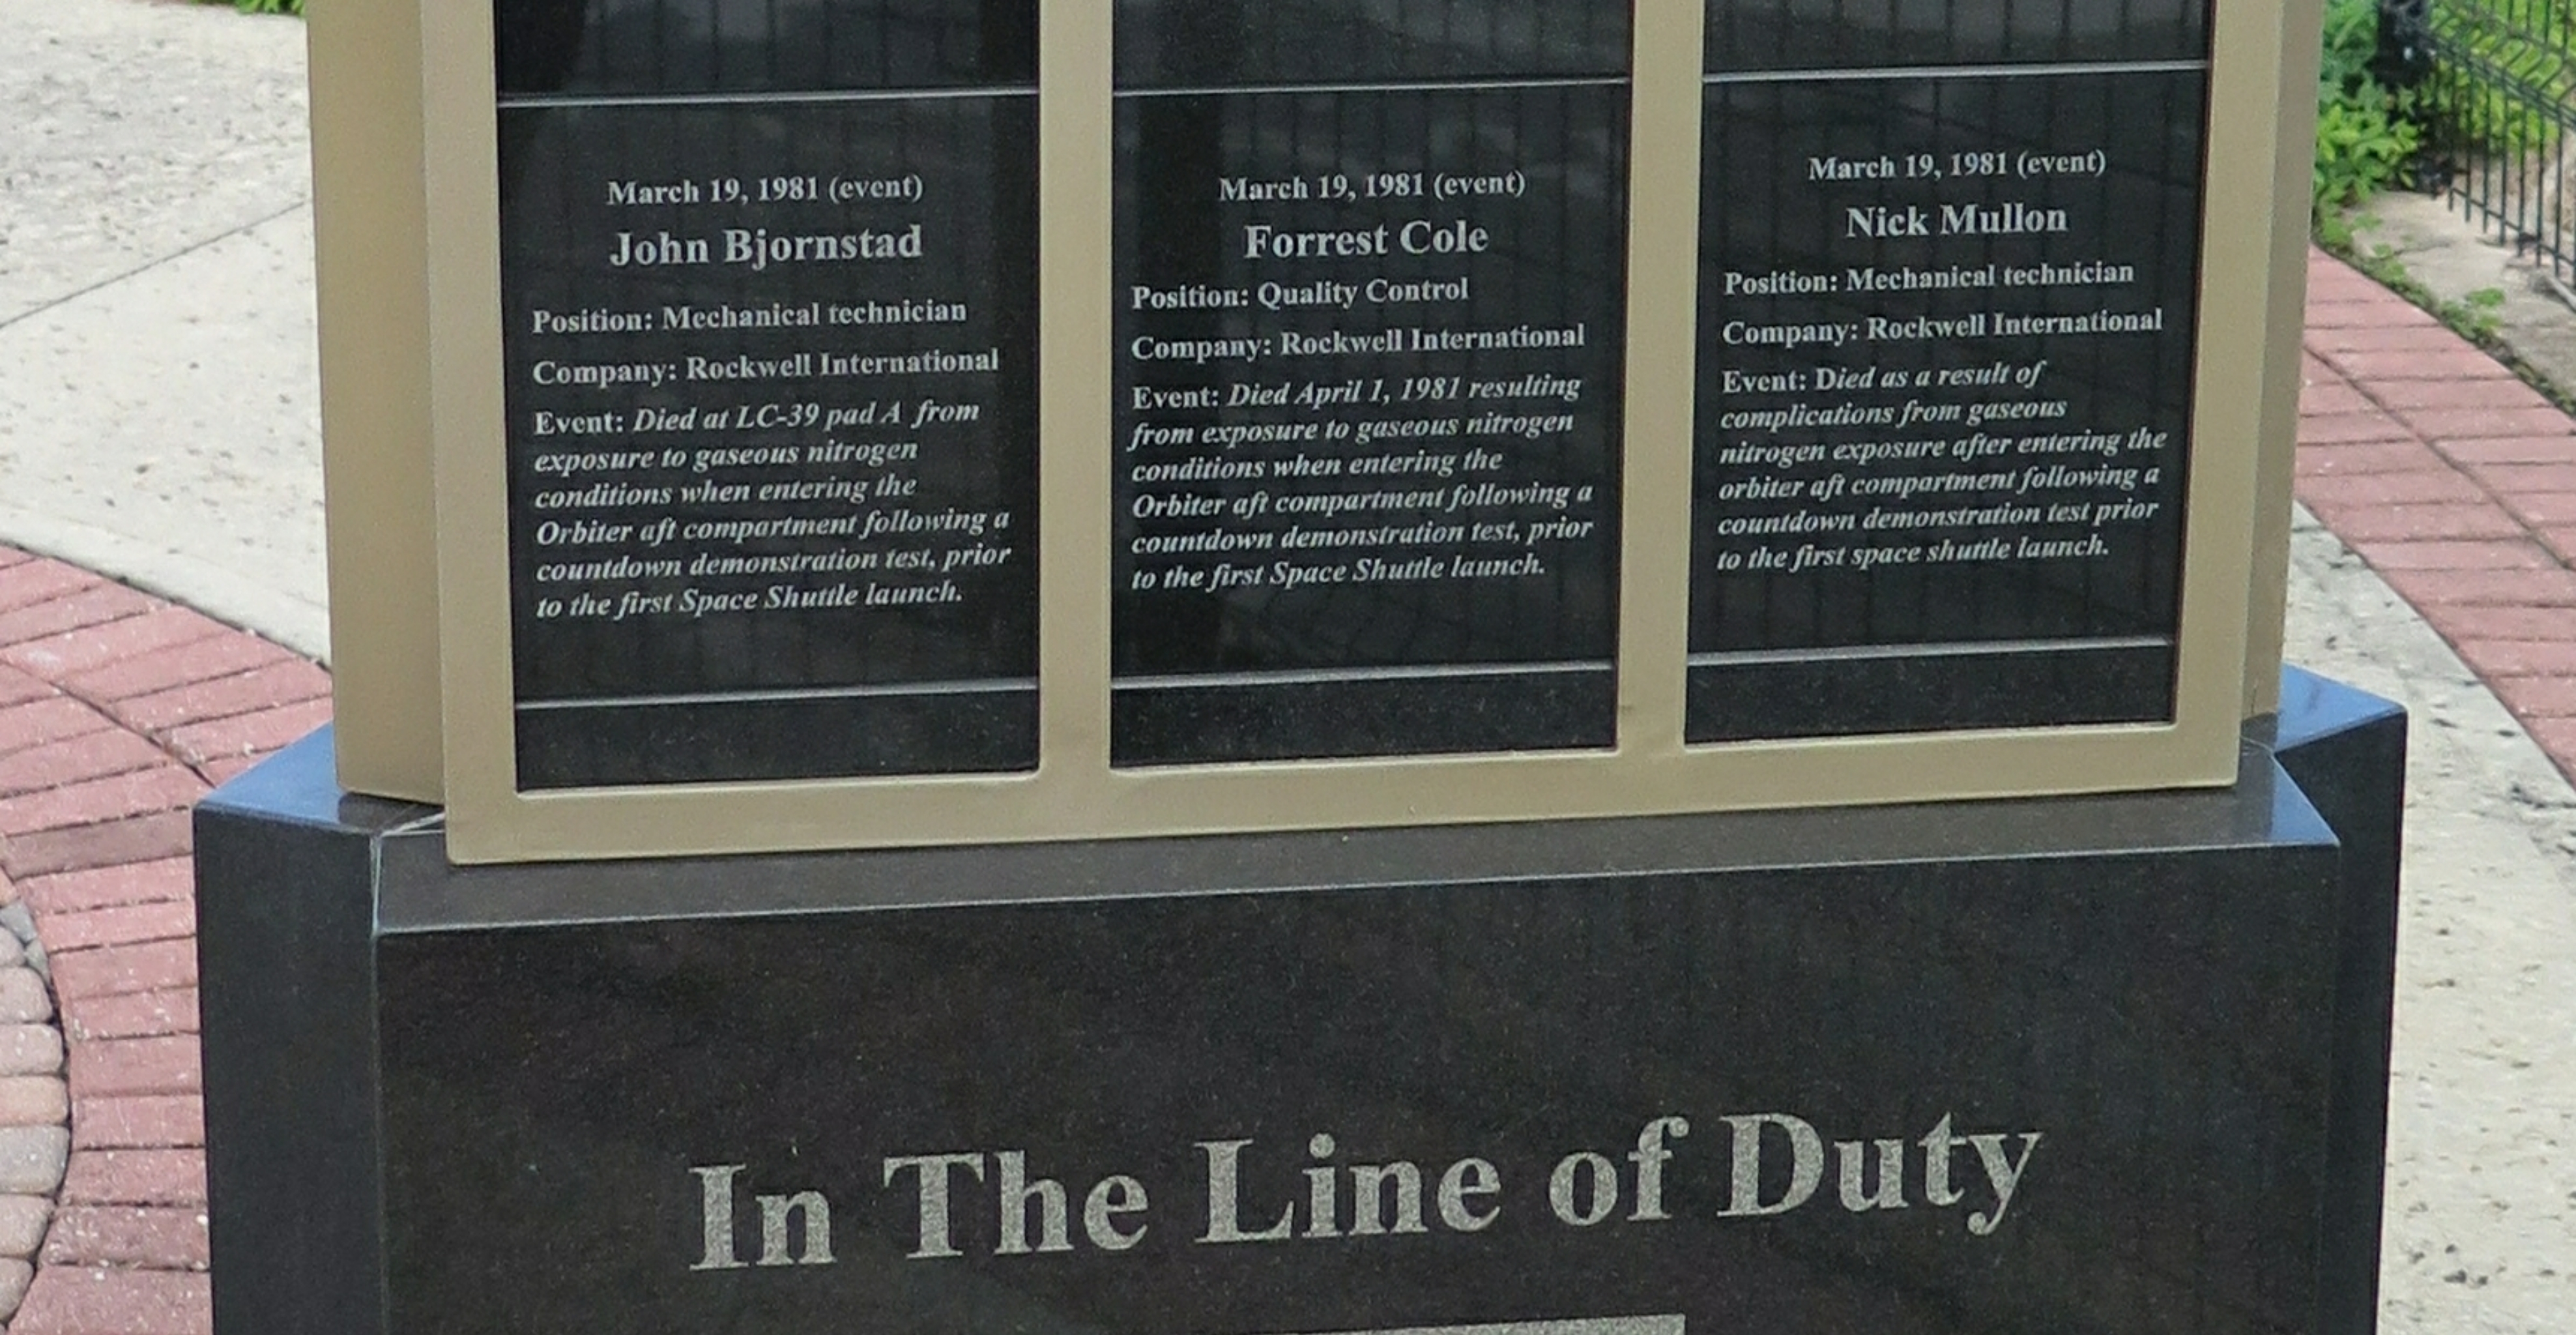 March 19, 1981 (event)
John Bjornstad
Position: Mechanical technician
Company: Rockwell International
Event: Died at LC-39 pad A from
exposure to gaseous nitrogen
conditions when entering the
Orbiter aft compartment following a
countdown demonstration test, prior
to the first Space Shuttle launch.
March 19, 1981 (event)
Forrest Cole
Position: Quality Control
Company: Rockwell International
Event: Died April 1, 1981 resulting
from exposure to gaseous nitrogen
conditions when entering the
Orbiter aft compartment following a
countdown demonstration test, prior
to the first Space Shuttle launch.
March 19, 1981 (event)
Nick Mullon
Position: Mechanical technician
Company: Rockwell International
Event: Died as a result of
complications from gaseous
nitrogen exposure after entering the
orbiter aft compartment following a
countdown demonstration test prior
to the first space shuttle launch.
In The Line of Duty